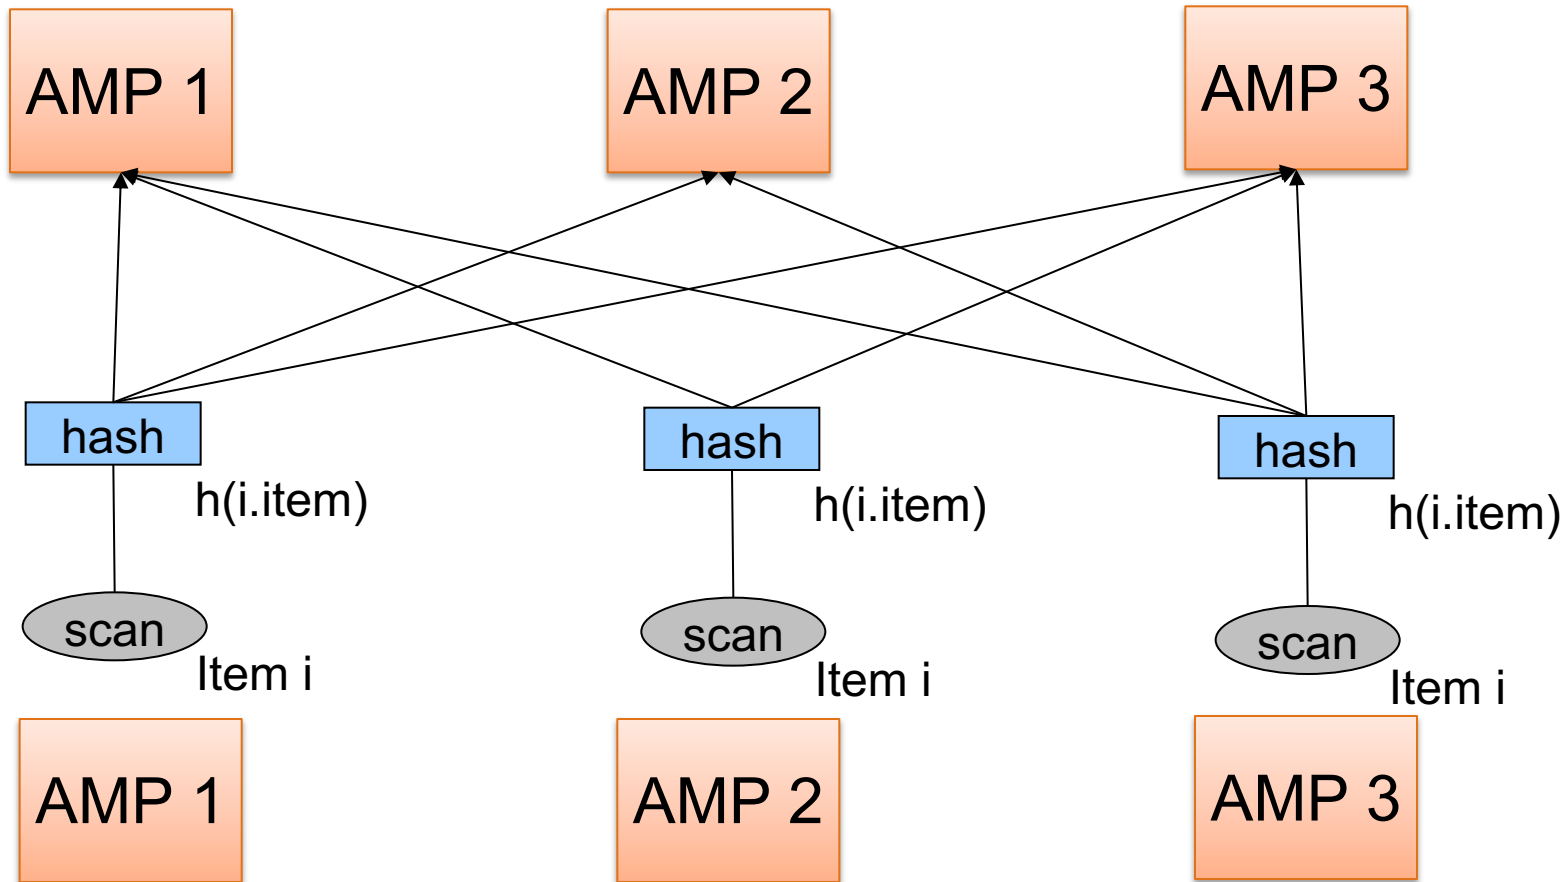 AMP 1
AMP 2
AMP 3
hash
hash
hash
h(i.item)
h(i.item)
h(i.item)
scan
scan
scan
Item i
Item i
Item i
AMP 1
AMP 2
AMP 3